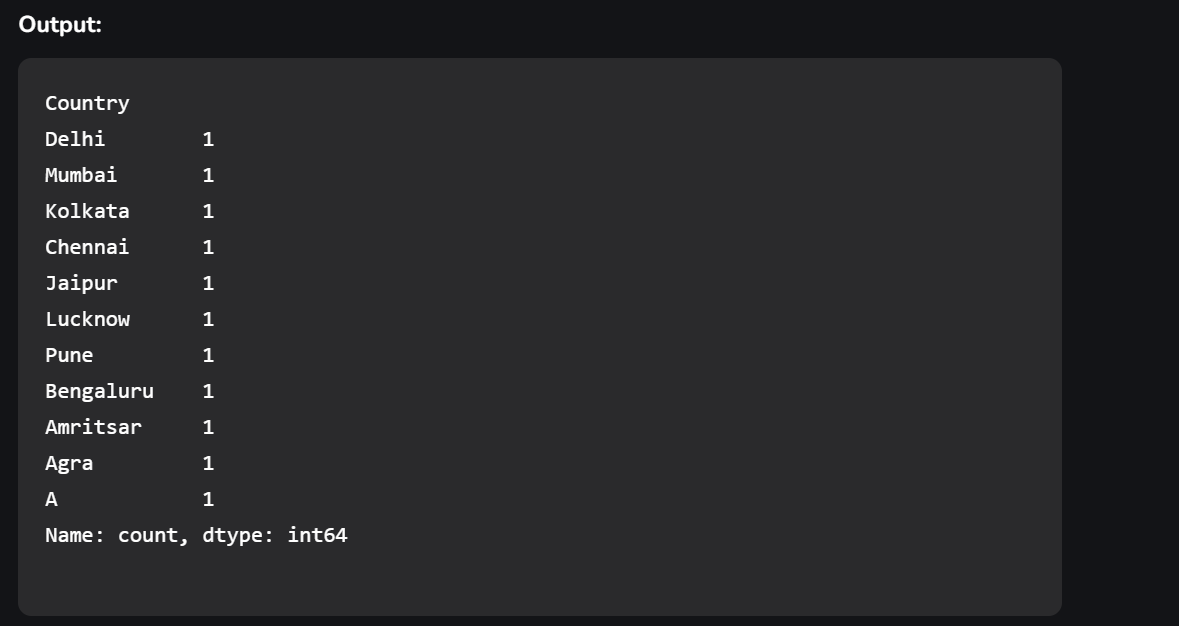 Output:
Country
Delhi 1
Mumbai 1
Kolkata 1
Chennai 1
Jaipur 1
Lucknow 1
Pune 1
Bengaluru 1
Amritsar 1
Agra 1
A 1
Name: count, dtype: int64